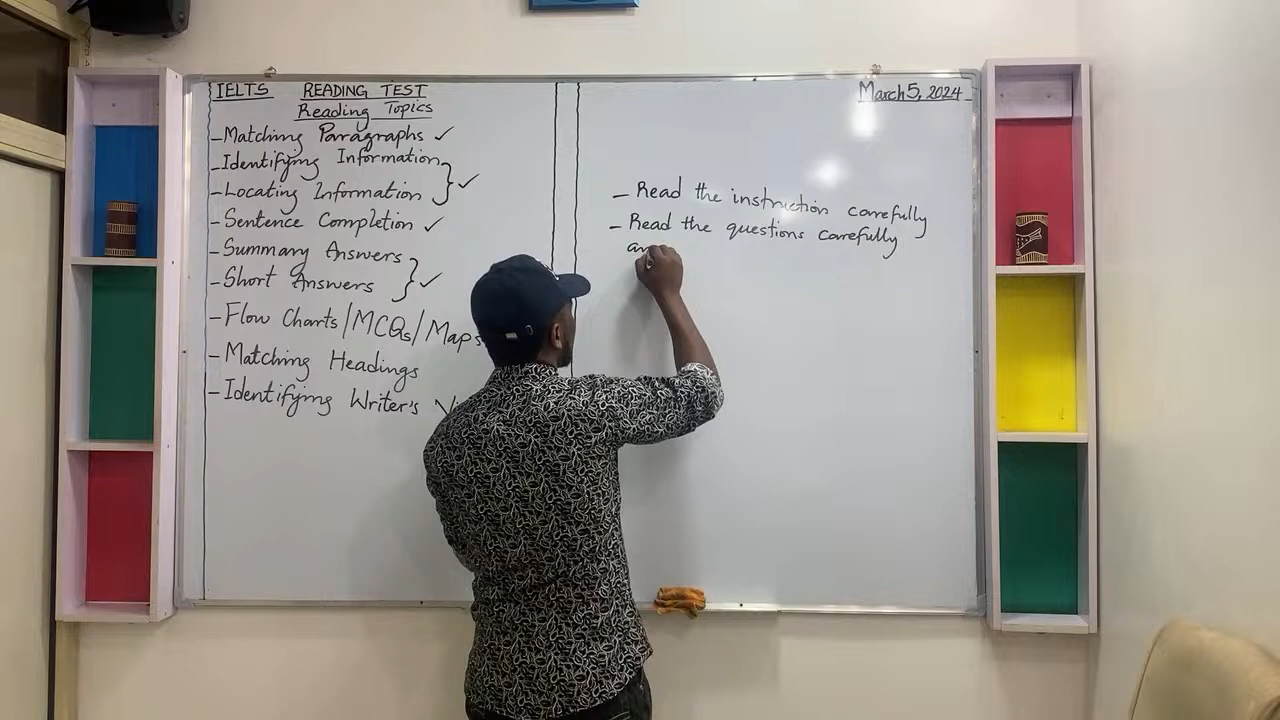 IELTS READING TEST
Reading Topics
- Matching Paragraphs ✓
- Identifying Information
- Locating Information ✓
- Sentence Completion ✓
- Summary Answers
- Short Answers ✓
- Flow Charts/MCQs/Maps
- Matching Headings
- Identifying Writer's
March 5, 2024
- Read the instruction carefully
- Read the questions carefully